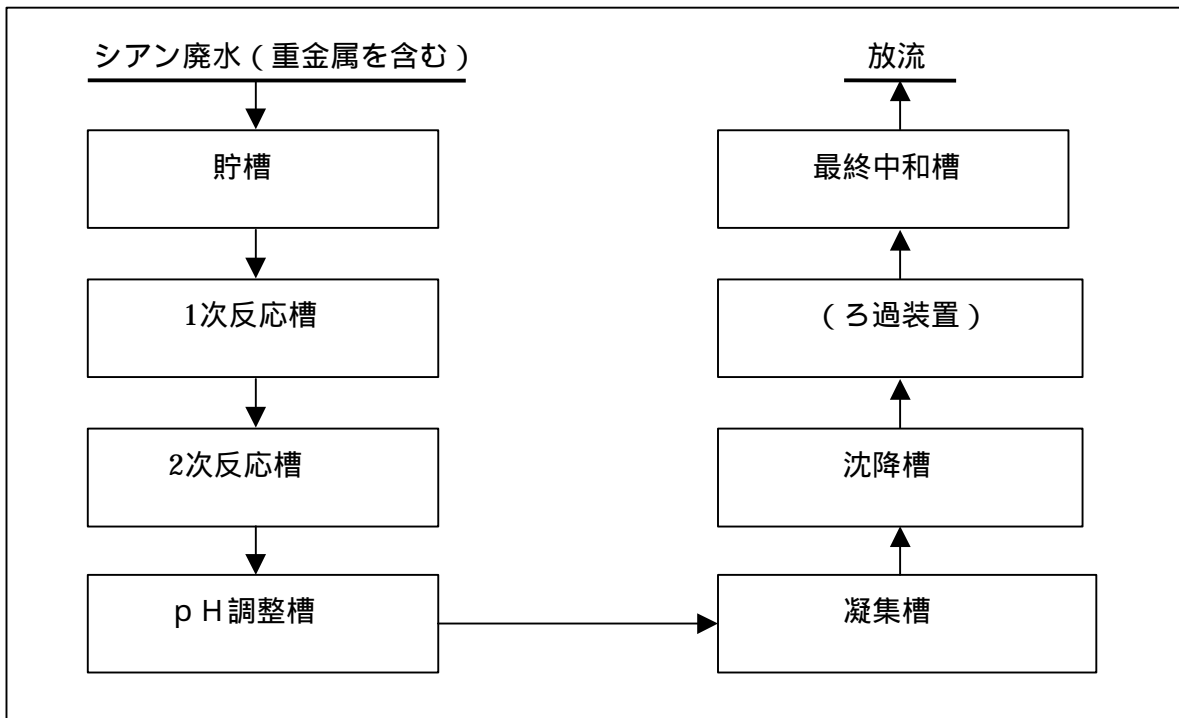 シアン廃水（重金属を含む）
貯槽
1次反応槽
2次反応槽
ｐＨ調整槽
凝集槽
沈降槽
（ろ過装置）
最終中和槽
放流